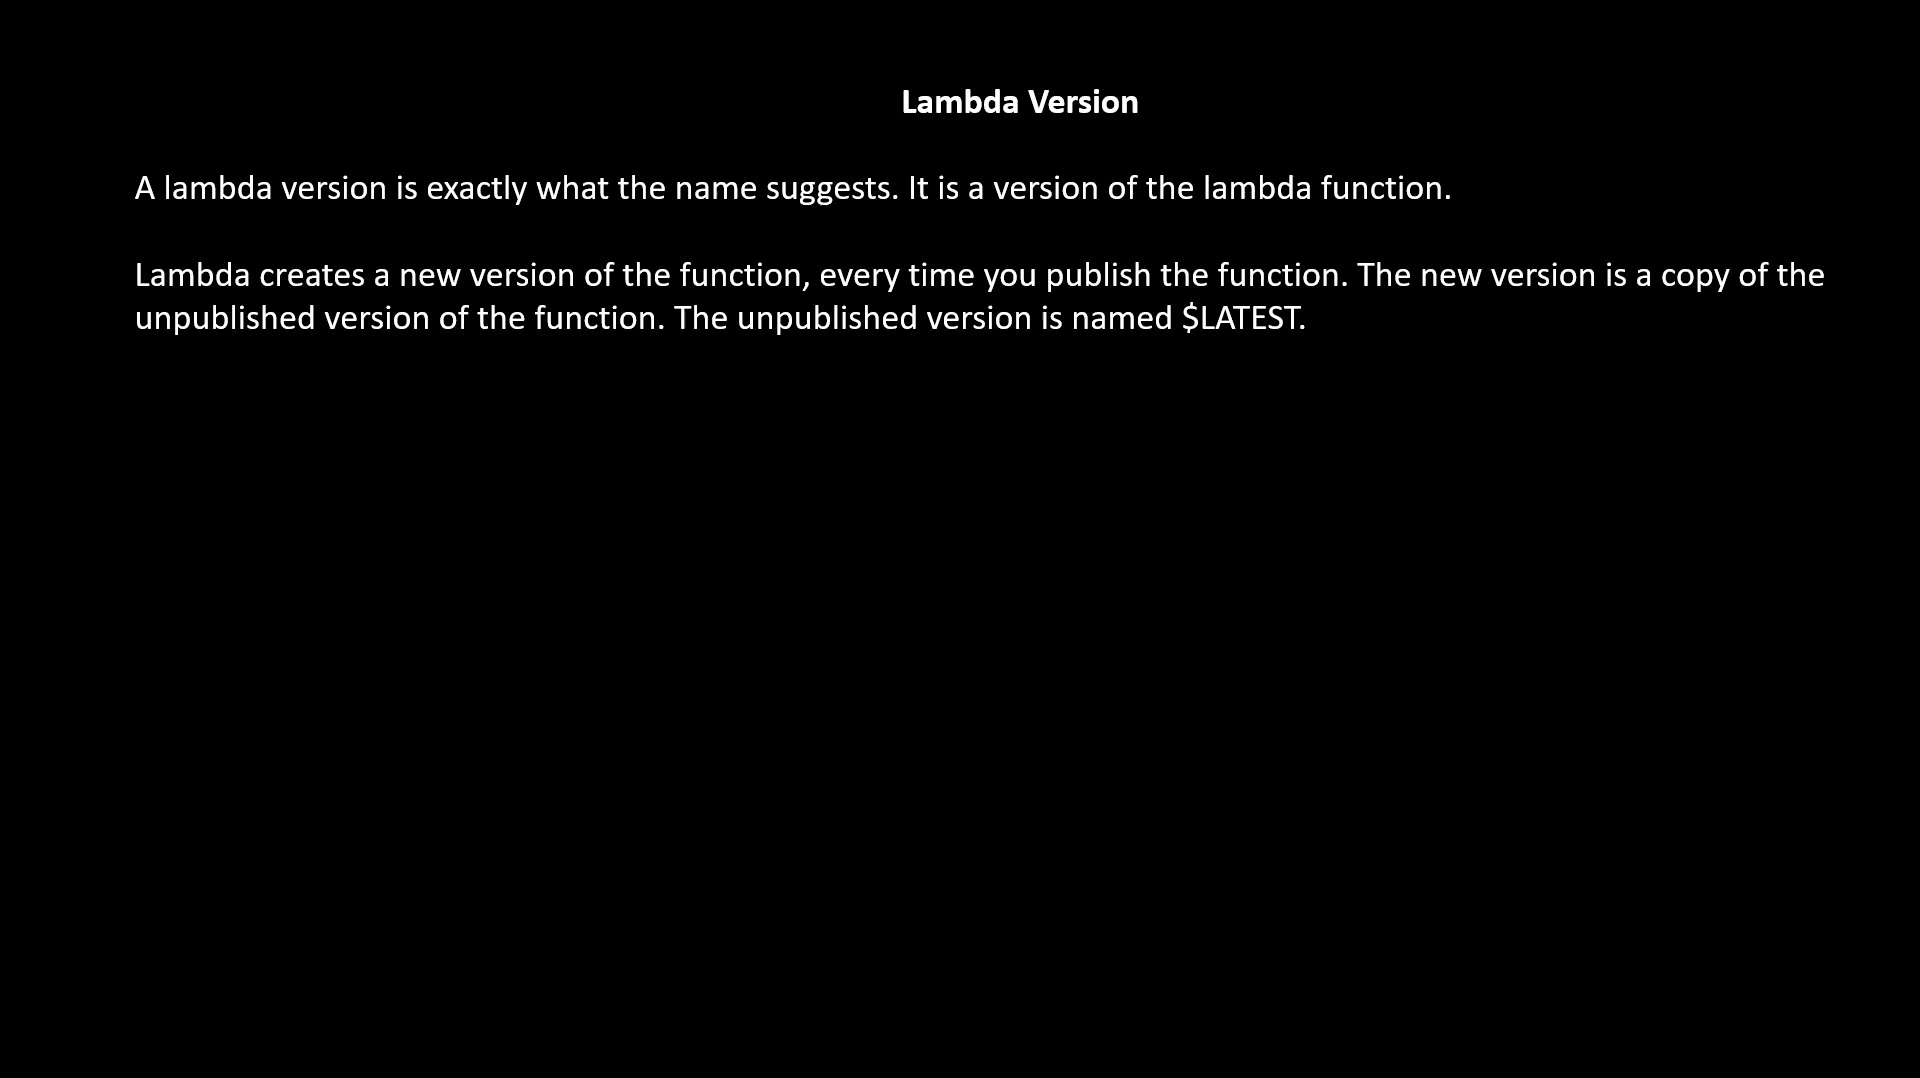 Lambda Version
A lambda version is exactly what the name suggests. It is a version of the lambda function.
Lambda creates a new version of the function, every time you publish the function. The new version is a copy of the
unpublished version of the function. The unpublished version is named $LATEST.